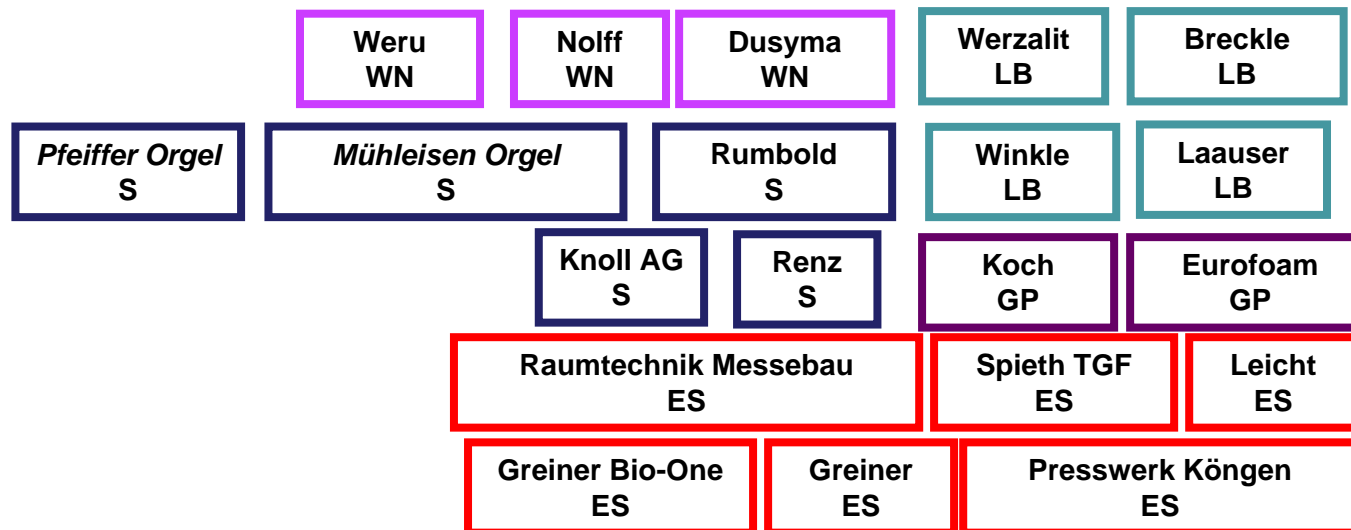 Weru
WN
Nolff
WN
Dusyma
WN
Werzalit
LB
Breckle
LB
Pfeiffer Orgel
S
Mühleisen Orgel
S
Rumbold
S
Winkle
LB
Laauser
LB
Knoll AG
S
Renz
S
Koch
GP
Eurofoam
GP
Raumtechnik Messebau
ES
Spieth TGF
ES
Leicht
ES
Greiner Bio-One
ES
Greiner
ES
Presswerk Köngen
ES